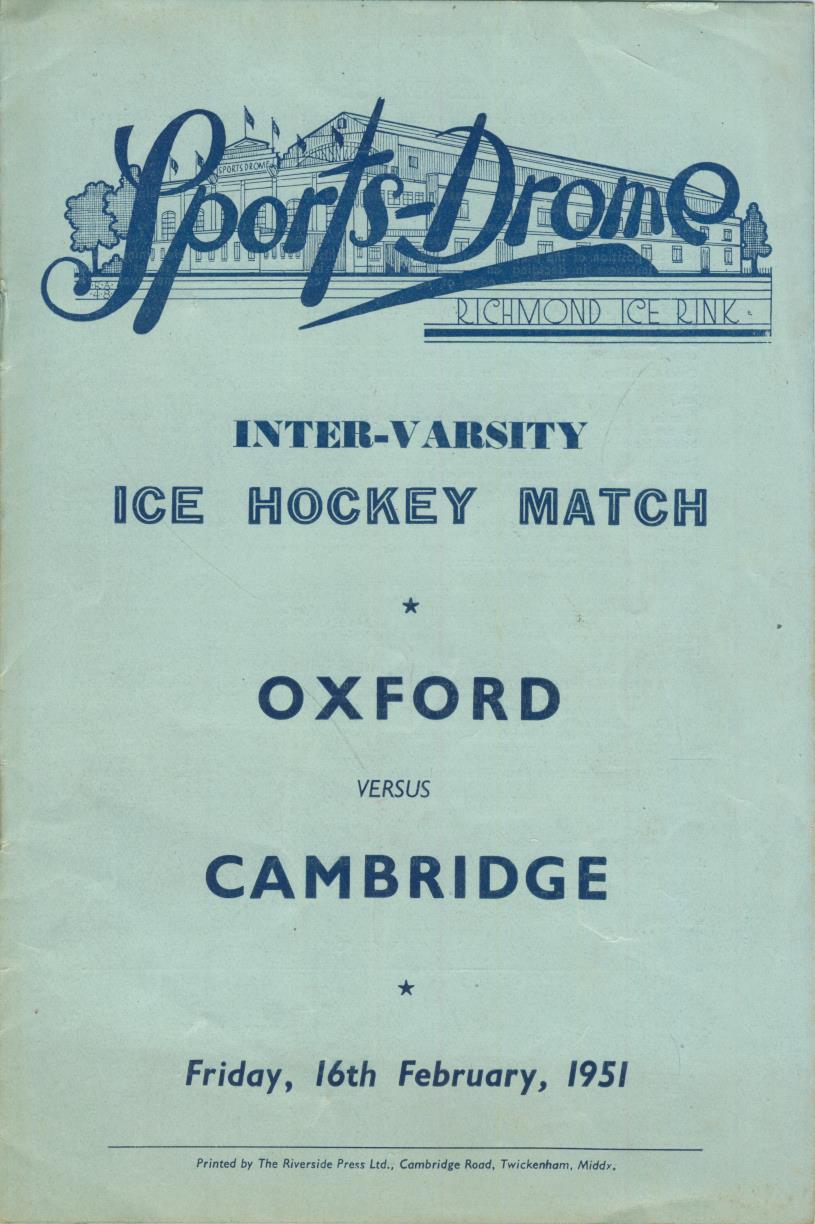 Sports-Drome
SPORTS DROME
RICHMOND ICE RINK
INTER-VARSITY
ICE HOCKEY MATCH
★
OXFORD
VERSUS
CAMBRIDGE
★
Friday, 16th February, 1951
Printed by The Riverside Press Ltd., Cambridge Road, Twickenham, Middx.